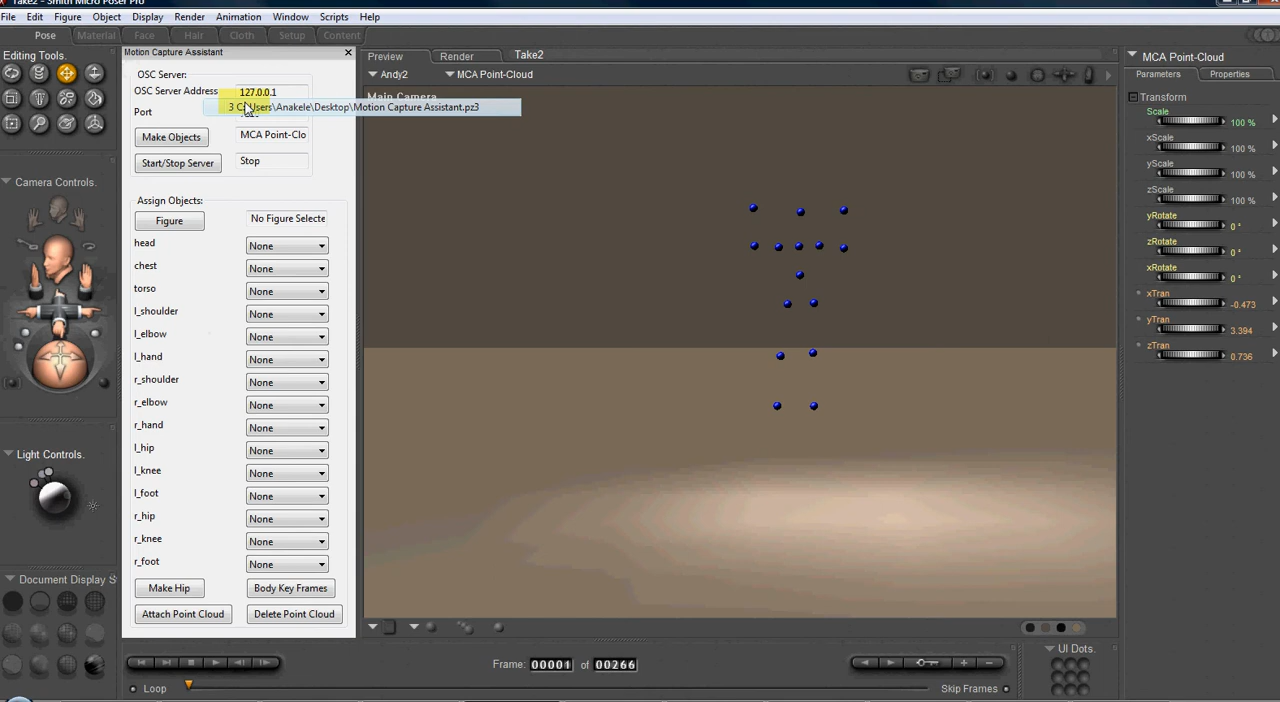 Take2 - Smith Micro Poser Pro
File Edit Figure Object Display Render Animation Window Scripts Help
Pose Material Face Hair Cloth Setup Content
Editing Tools.
Motion Capture Assistant
Preview Render Take2
Andy2 MCA Point-Cloud
Main Camera
OSC Server:
OSC Server Address 127.0.0.1
3 C:\Users\Anakele\Desktop\Motion Capture Assistant.pz3
Port
Make Objects MCA Point-Clo
Start/Stop Server Stop
Camera Controls.
Assign Objects:
Figure No Figure Selecte
head None
chest None
torso None
l_shoulder None
l_elbow None
l_hand None
r_shoulder None
r_elbow None
r_hand None
l_hip None
l_knee None
l_foot None
r_hip None
r_knee None
r_foot None
Make Hip Body Key Frames
Attach Point Cloud Delete Point Cloud
Light Controls.
Document Display S
MCA Point-Cloud
Parameters Properties
Transform
Scale 100 %
xScale 100 %
yScale 100 %
zScale 100 %
yRotate 0 °
zRotate 0 °
xRotate 0 °
xTran -0.473
yTran 3.394
zTran 0.736
Frame: 00001 of 00266
Loop
Skip Frames
UI Dots.